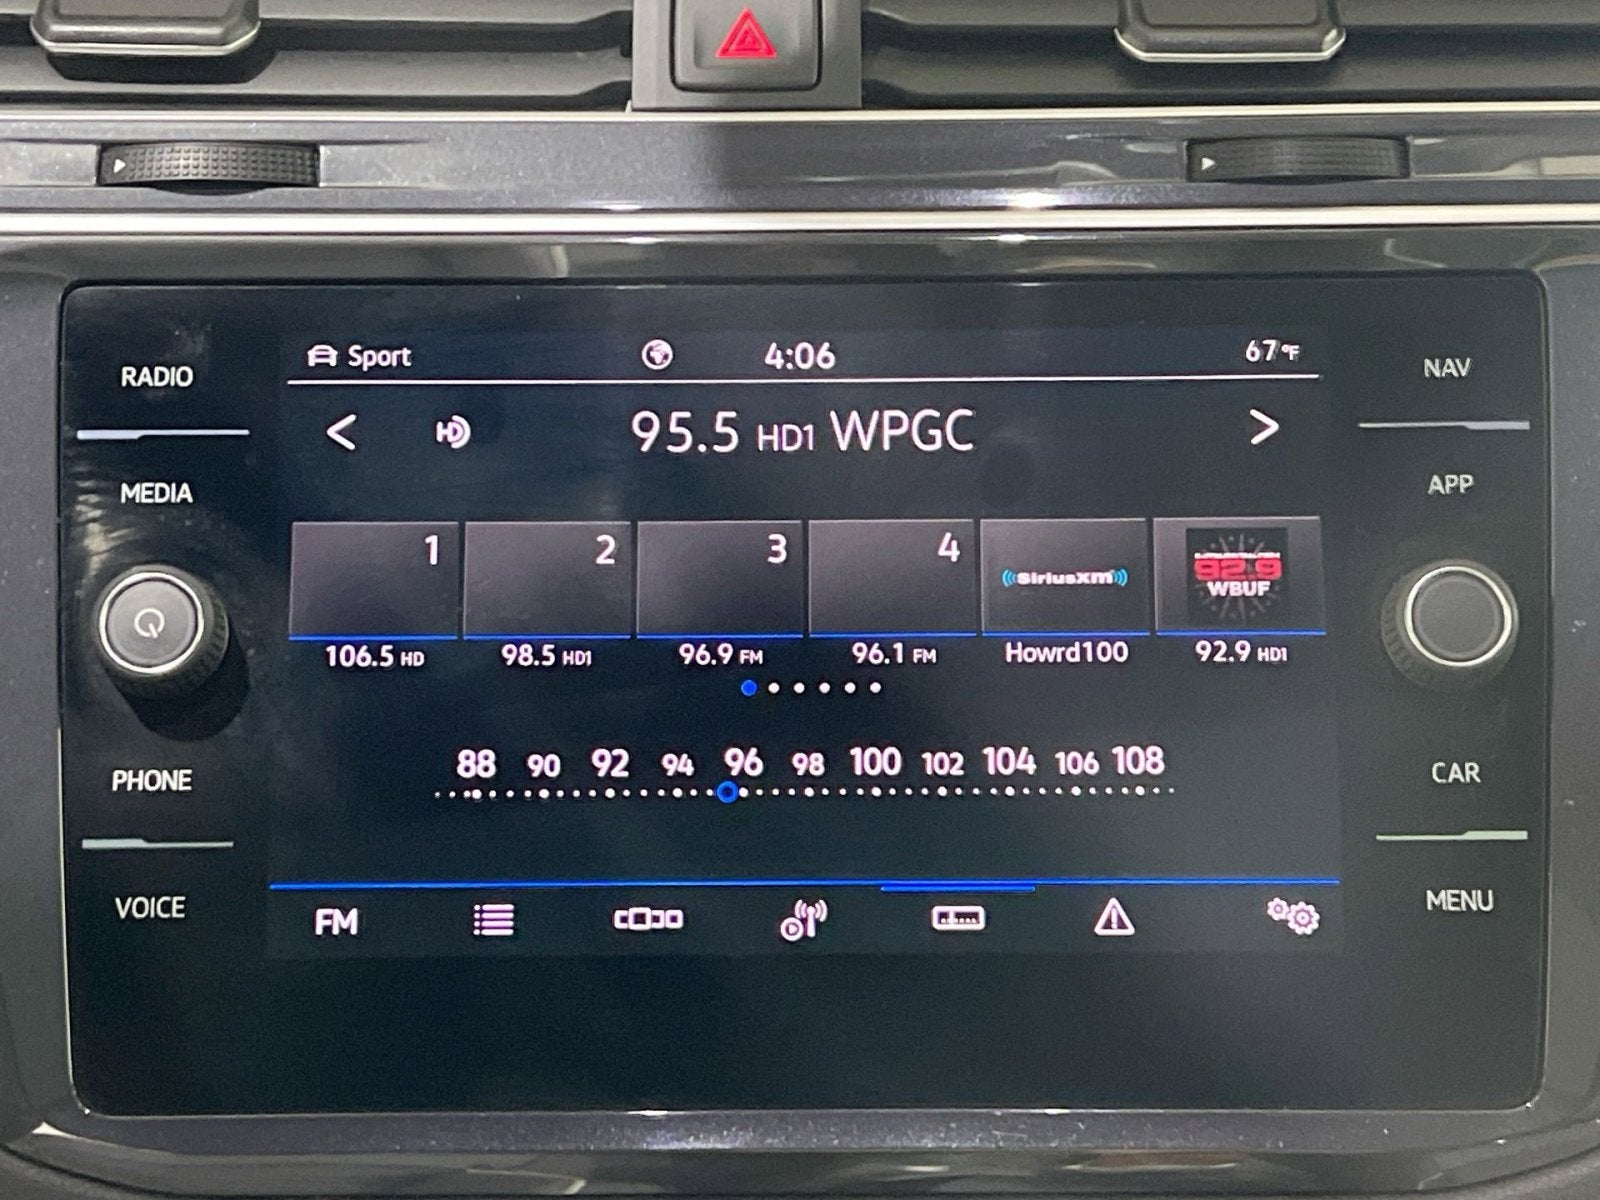 RADIO
MEDIA
PHONE
VOICE
Sport 4:06 67°F
95.5 HD1 WPGC
1 2 3 4 SiriusXM 92.9
WBUF
106.5 HD 98.5 HD1 96.9 FM 96.1 FM Howrd100 92.9 HD1
88 90 92 94 96 98 100 102 104 106 108
FM
NAV
APP
CAR
MENU